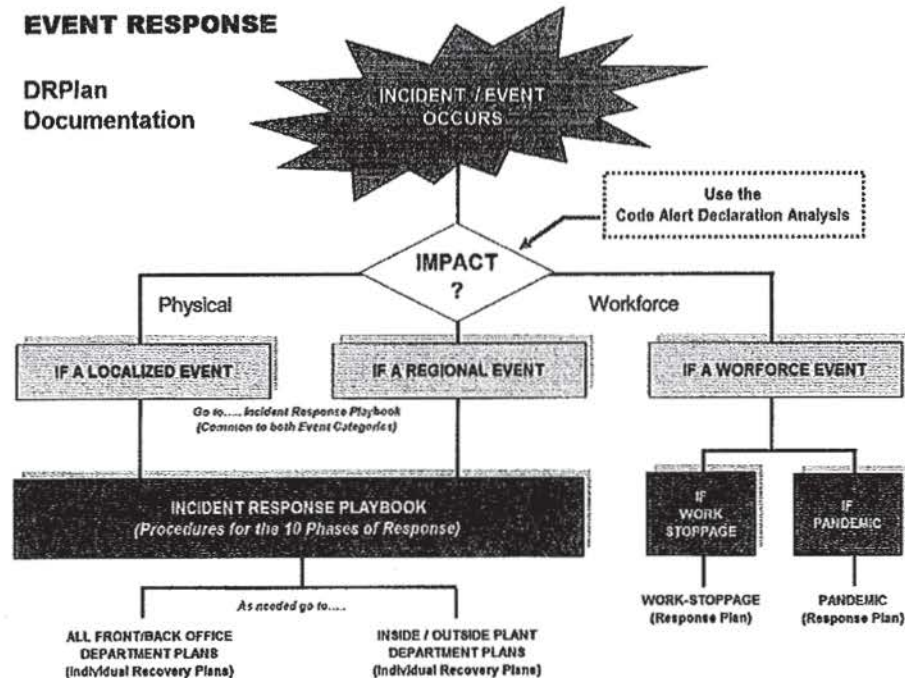 EVENT RESPONSE
DRPlan
Documentation
INCIDENT / EVENT
OCCURS
Use the
Code Alert Declaration Analysis
IMPACT
?
Physical
Workforce
IF A LOCALIZED EVENT
IF A REGIONAL EVENT
IF A WORFORCE EVENT
Go to..... Incident Response Playbook
(Common to both Event Categories)
INCIDENT RESPONSE PLAYBOOK
(Procedures for the 10 Phases of Response)
IF
WORK
STOPPAGE
IF
PANDEMIC
As needed go to.....
WORK-STOPPAGE
(Response Plan)
PANDEMIC
(Response Plan)
ALL FRONT/BACK OFFICE
DEPARTMENT PLANS
(Individual Recovery Plans)
INSIDE / OUTSIDE PLANT
DEPARTMENT PLANS
(Individual Recovery Plans)